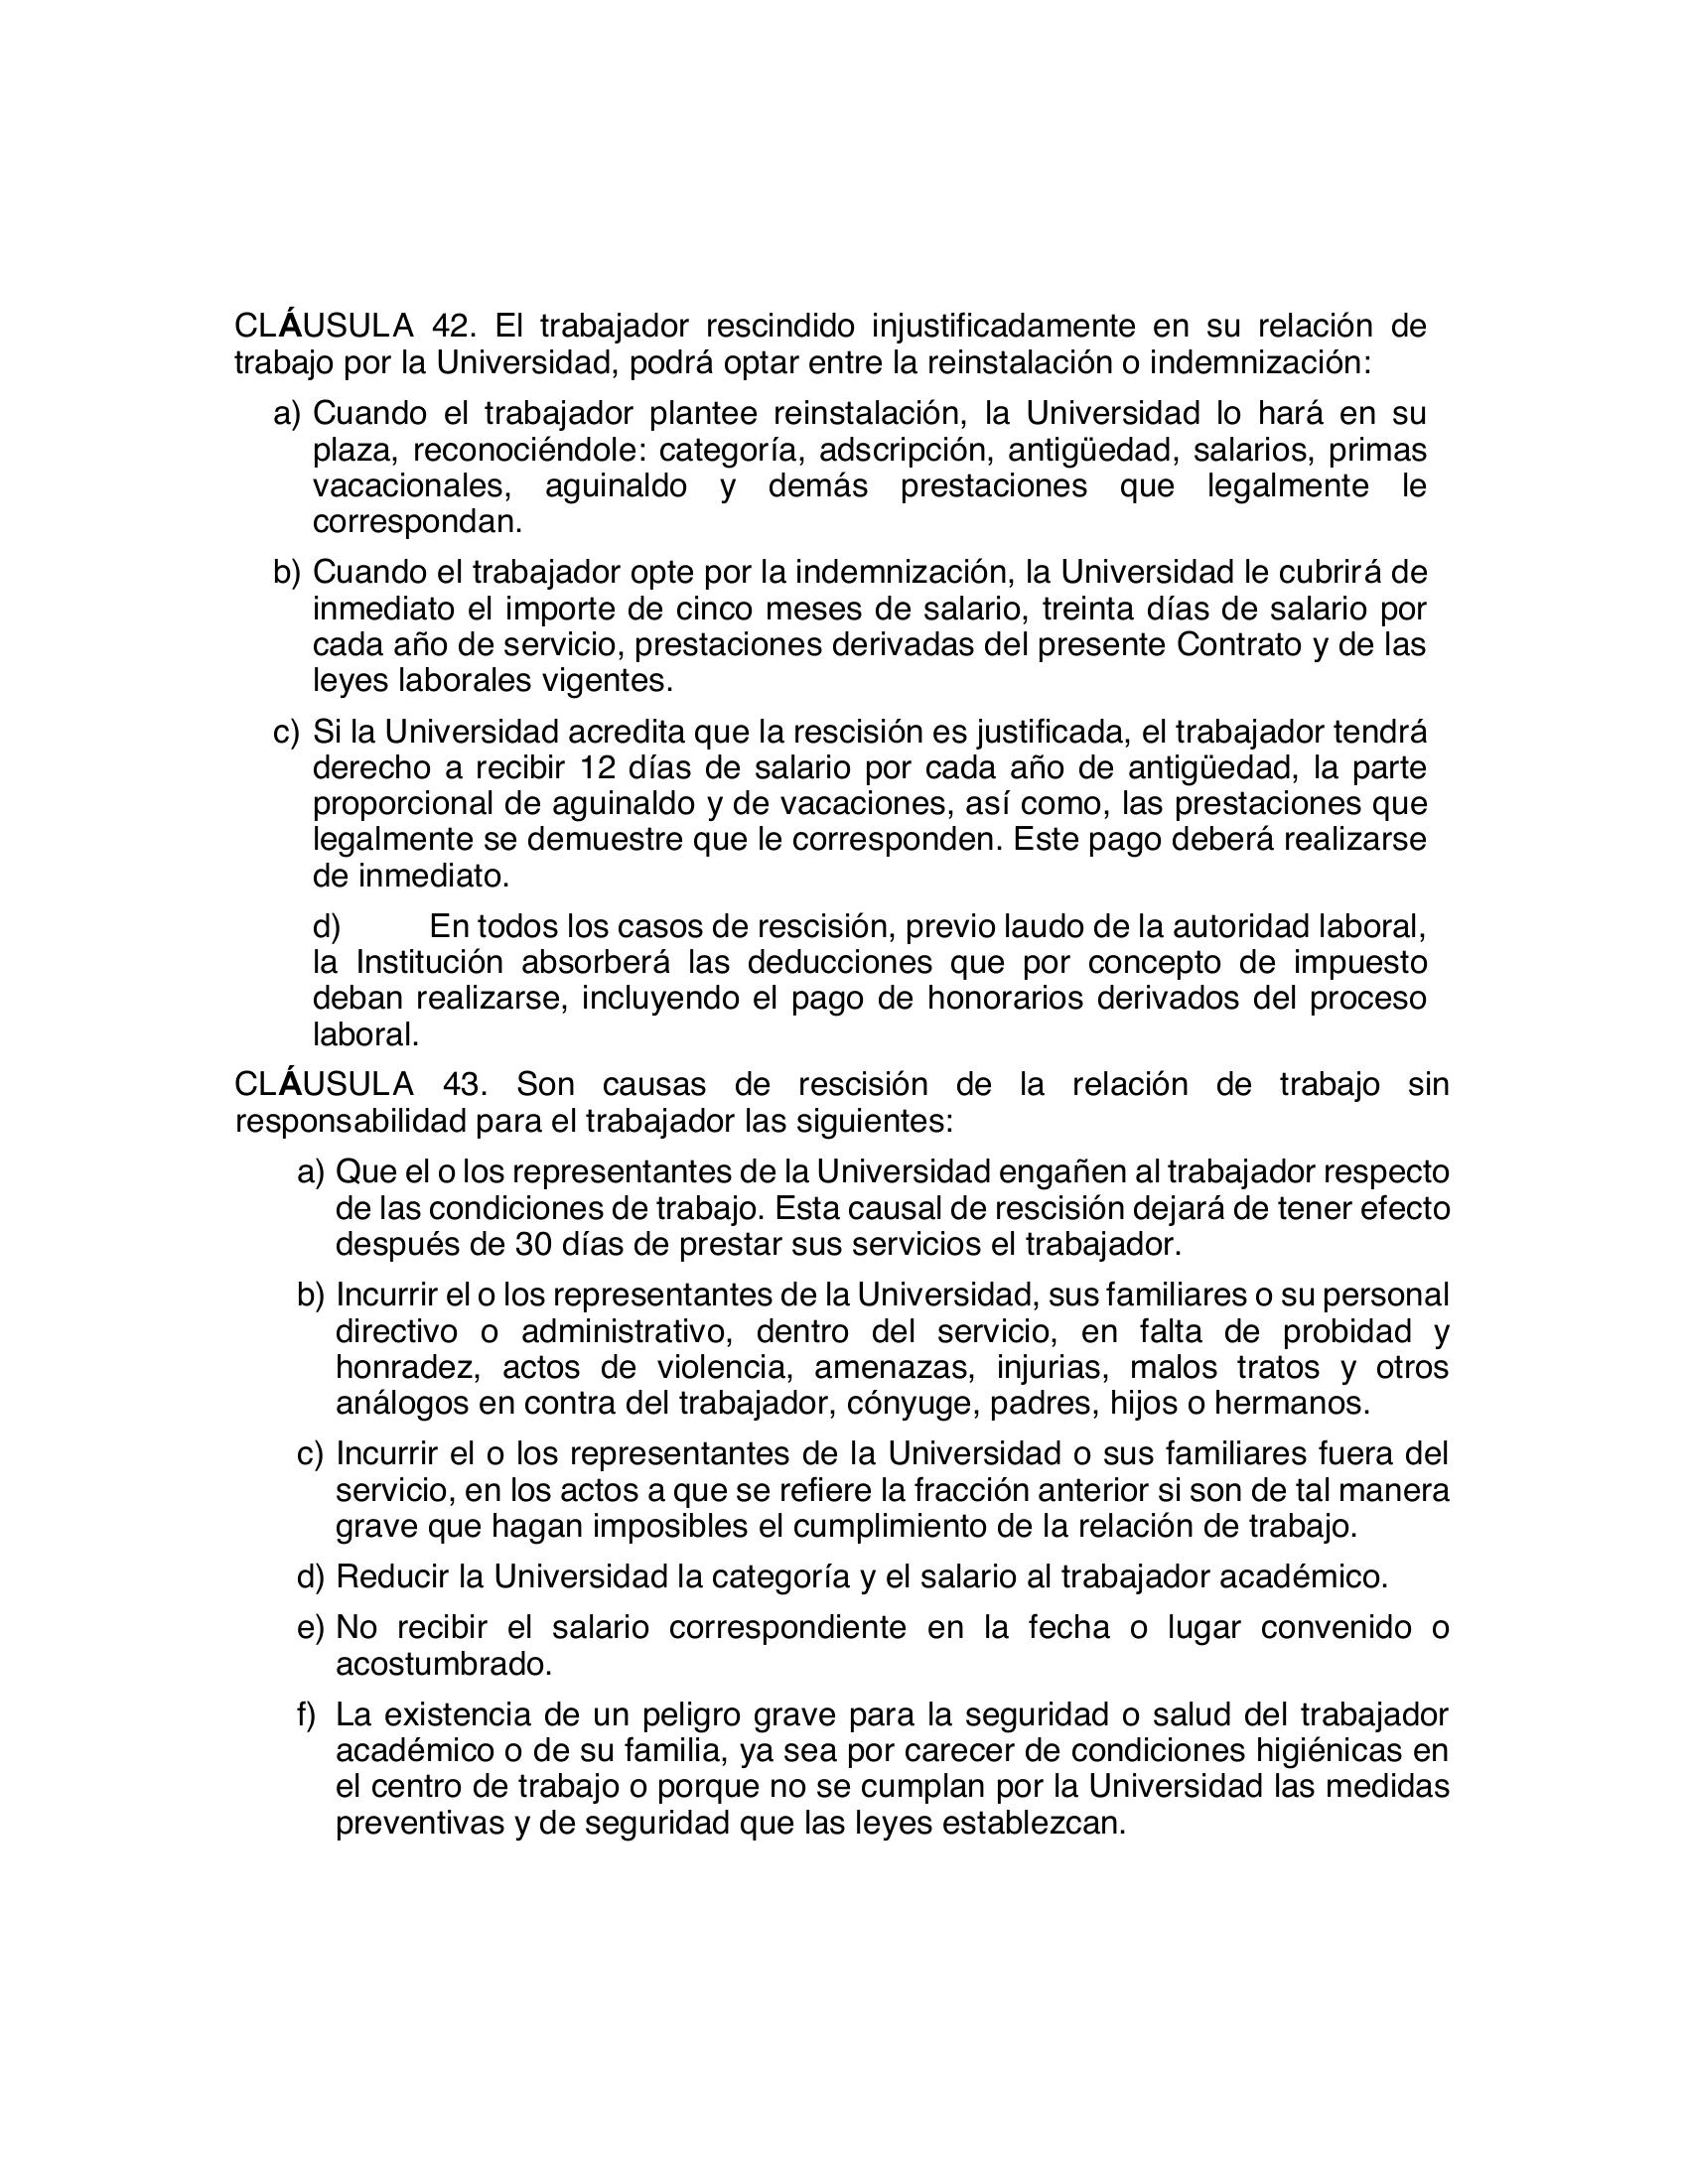 CLÁUSULA 42. El trabajador rescindido injustificadamente en su relación de
trabajo por la Universidad, podrá optar entre la reinstalación o indemnización:
a) Cuando el trabajador plantee reinstalación, la Universidad lo hará en su
plaza, reconociéndole: categoría, adscripción, antigüedad, salarios, primas
vacacionales, aguinaldo y demás prestaciones que legalmente le
correspondan.
b) Cuando el trabajador opte por la indemnización, la Universidad le cubrirá de
inmediato el importe de cinco meses de salario, treinta días de salario por
cada año de servicio, prestaciones derivadas del presente Contrato y de las
leyes laborales vigentes.
c) Si la Universidad acredita que la rescisión es justificada, el trabajador tendrá
derecho a recibir 12 días de salario por cada año de antigüedad, la parte
proporcional de aguinaldo y de vacaciones, así como, las prestaciones que
legalmente se demuestre que le corresponden. Este pago deberá realizarse
de inmediato.
d) En todos los casos de rescisión, previo laudo de la autoridad laboral,
la Institución absorberá las deducciones que por concepto de impuesto
deban realizarse, incluyendo el pago de honorarios derivados del proceso
laboral.
CLÁUSULA 43. Son causas de rescisión de la relación de trabajo sin
responsabilidad para el trabajador las siguientes:
a) Que el o los representantes de la Universidad engañen al trabajador respecto
de las condiciones de trabajo. Esta causal de rescisión dejará de tener efecto
después de 30 días de prestar sus servicios el trabajador.
b) Incurrir el o los representantes de la Universidad, sus familiares o su personal
directivo o administrativo, dentro del servicio, en falta de probidad y
honradez, actos de violencia, amenazas, injurias, malos tratos y otros
análogos en contra del trabajador, cónyuge, padres, hijos o hermanos.
c) Incurrir el o los representantes de la Universidad o sus familiares fuera del
servicio, en los actos a que se refiere la fracción anterior si son de tal manera
grave que hagan imposibles el cumplimiento de la relación de trabajo.
d) Reducir la Universidad la categoría y el salario al trabajador académico.
e) No recibir el salario correspondiente en la fecha o lugar convenido o
acostumbrado.
f) La existencia de un peligro grave para la seguridad o salud del trabajador
académico o de su familia, ya sea por carecer de condiciones higiénicas en
el centro de trabajo o porque no se cumplan por la Universidad las medidas
preventivas y de seguridad que las leyes establezcan.